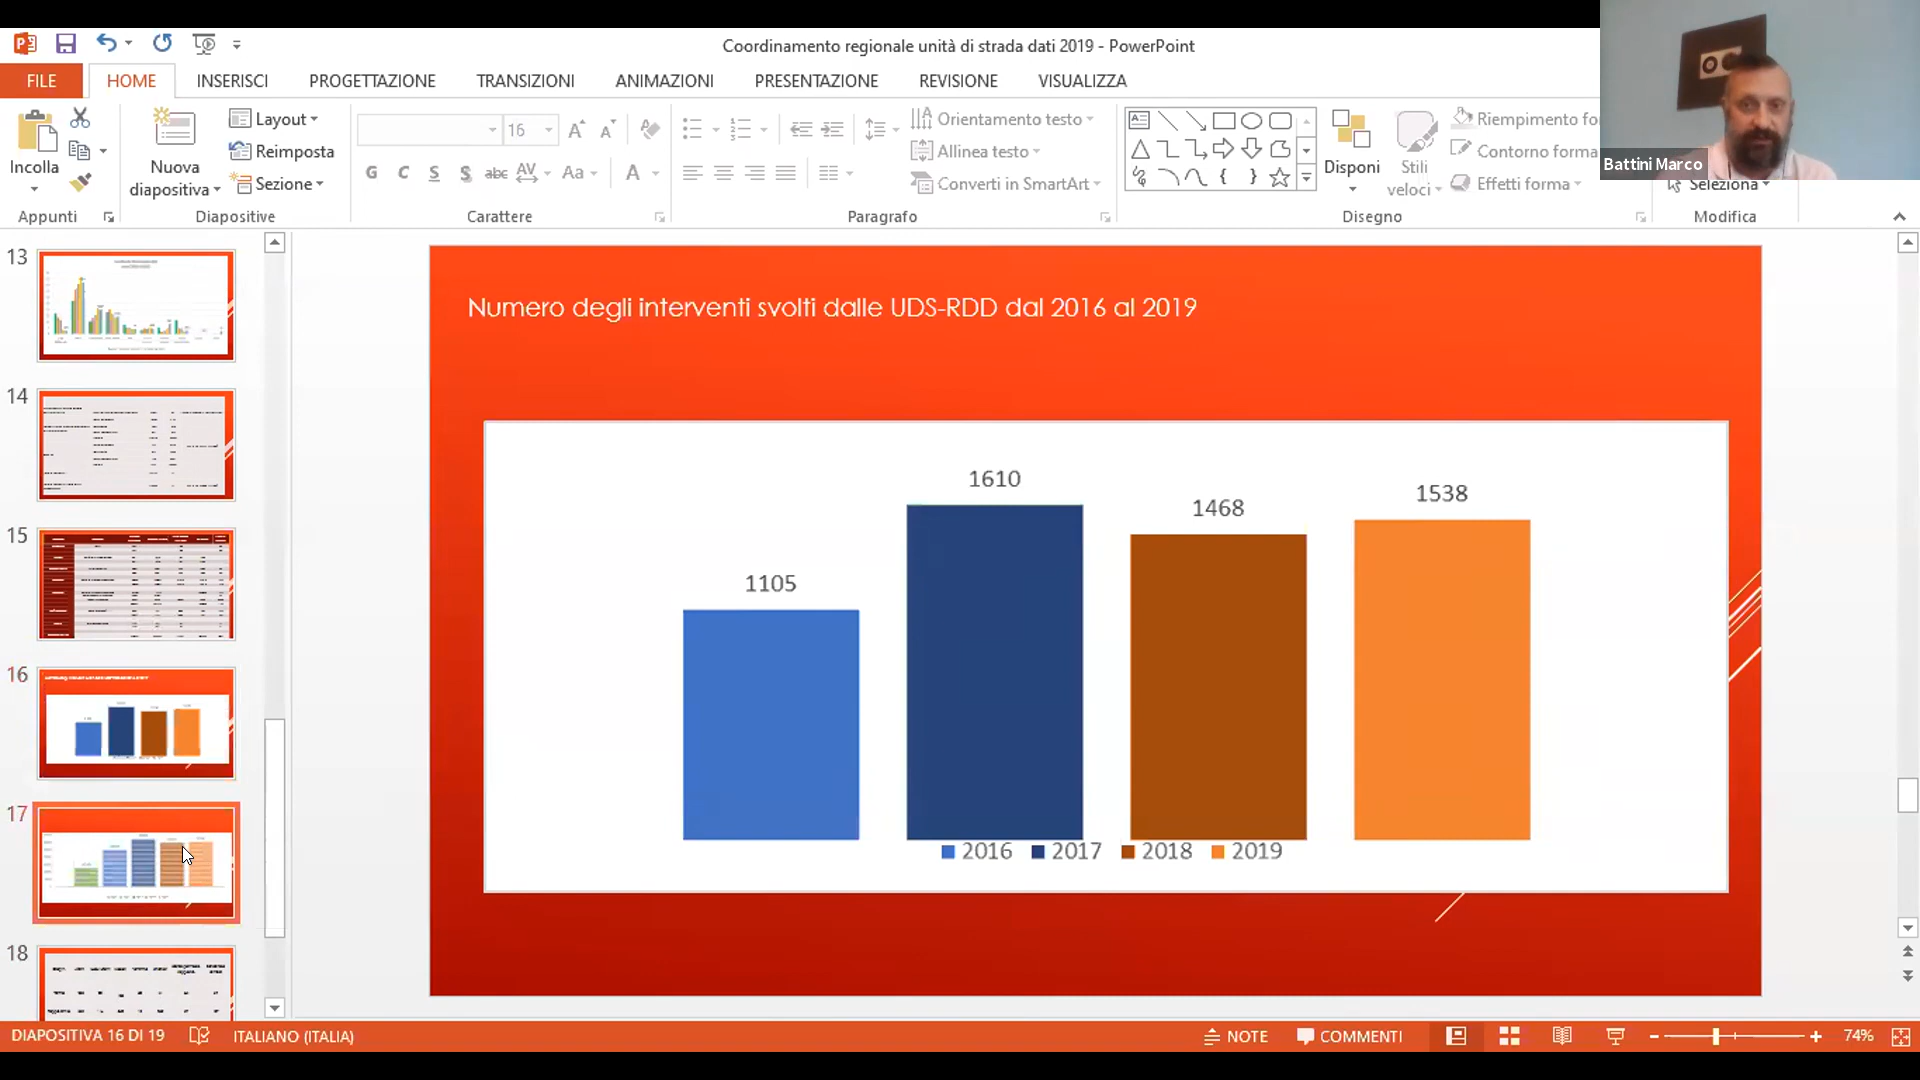 Coordinamento regionale unità di strada dati 2019 - PowerPoint
FILE HOME INSERISCI PROGETTAZIONE TRANSIZIONI ANIMAZIONI PRESENTAZIONE REVISIONE VISUALIZZA
Incolla
Appunti
Nuova
diapositiva
Layout
Reimposta
Sezione
Diapositive
16
G C S S abc AV Aa A
Carattere
Orientamento testo
Allinea testo
Converti in SmartArt
Paragrafo
Disponi
Stili
veloci
Riempimento fo
Contorno forma
Effetti forma
Disegno
Seleziona
Modifica
Battini Marco
13
14
15
16
17
18
Numero degli interventi svolti dalle UDS-RDD dal 2016 al 2019
1105
1610
1468
1538
2016 2017 2018 2019
DIAPOSITIVA 16 DI 19 ITALIANO (ITALIA) NOTE COMMENTI 74%